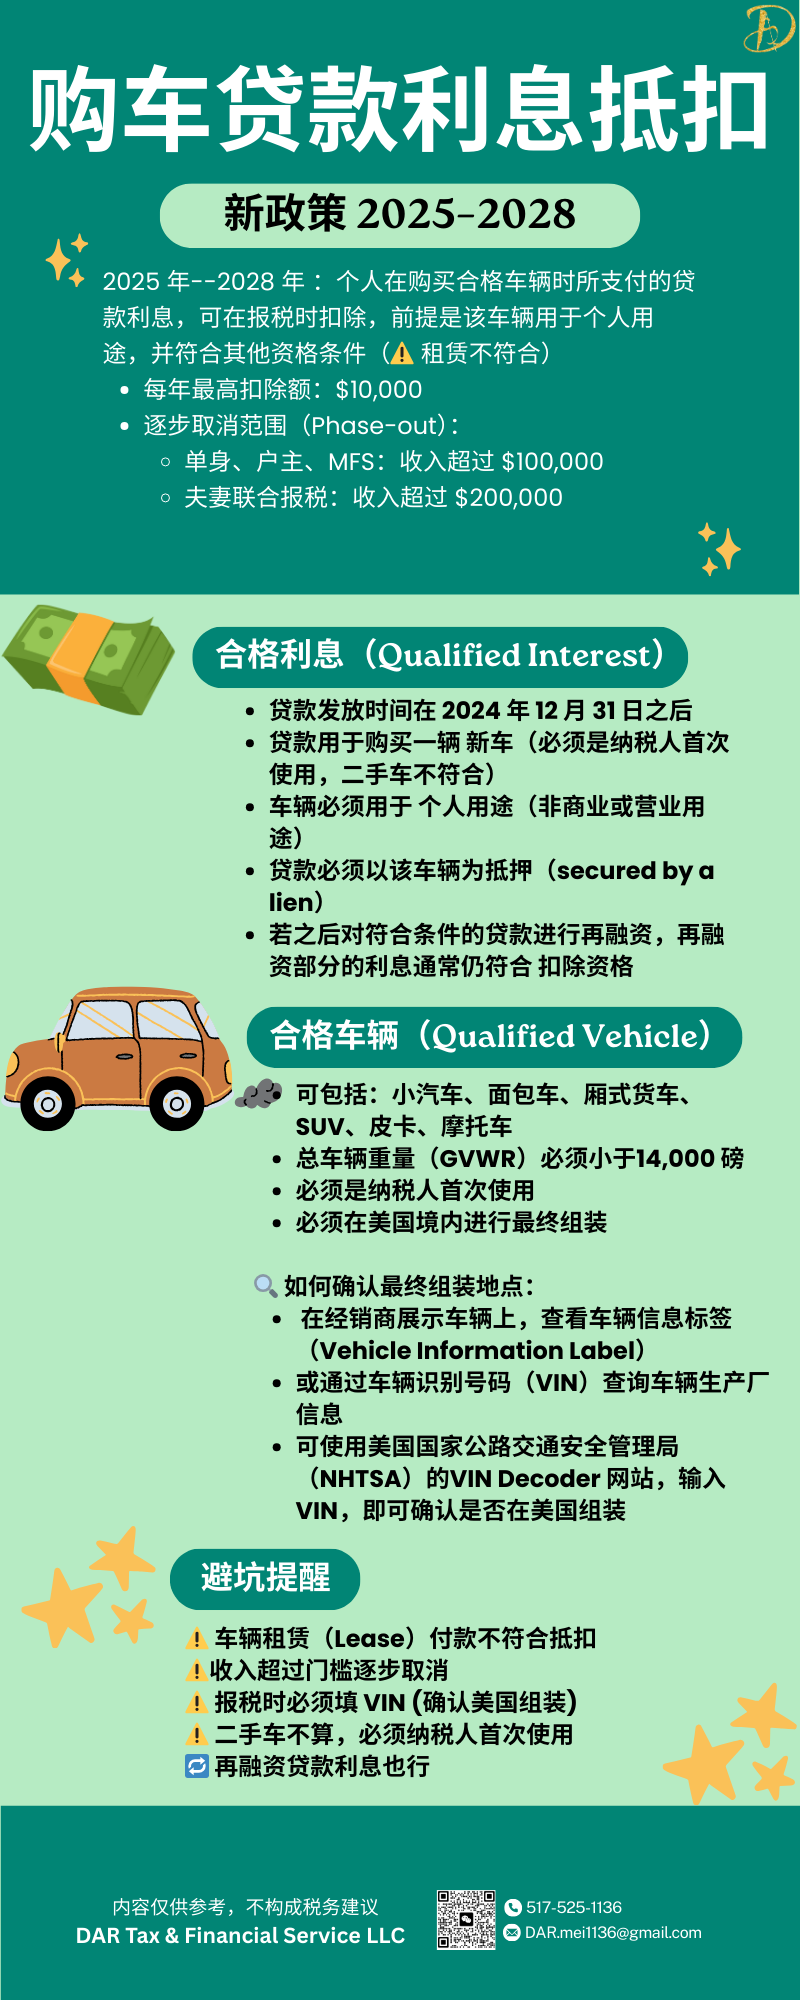 购车贷款利息抵扣
新政策 2025-2028
2025 年--2028 年 ：个人在购买合格车辆时所支付的贷
款利息，可在报税时扣除，前提是该车辆用于个人用
途，并符合其他资格条件（⚠️ 租赁不符合）
• 每年最高扣除额：$10,000
• 逐步取消范围（Phase-out）：
◦ 单身、户主、MFS：收入超过 $100,000
◦ 夫妻联合报税：收入超过 $200,000
合格利息（Qualified Interest）
• 贷款发放时间在 2024 年 12 月 31 日之后
• 贷款用于购买一辆 新车（必须是纳税人首次
使用，二手车不符合）
• 车辆必须用于 个人用途（非商业或营业用
途）
• 贷款必须以该车辆为抵押（secured by a
lien）
• 若之后对符合条件的贷款进行再融资，再融
资部分的利息通常仍符合 扣除资格
合格车辆（Qualified Vehicle）
可包括：小汽车、面包车、厢式货车、
SUV、皮卡、摩托车
• 总车辆重量（GVWR）必须小于14,000 磅
• 必须是纳税人首次使用
• 必须在美国境内进行最终组装
🔍 如何确认最终组装地点：
• 在经销商展示车辆上，查看车辆信息标签
（Vehicle Information Label）
• 或通过车辆识别号码（VIN）查询车辆生产厂
信息
• 可使用美国国家公路交通安全管理局
（NHTSA）的VIN Decoder 网站，输入
VIN，即可确认是否在美国组装
避坑提醒
⚠️ 车辆租赁（Lease）付款不符合抵扣
⚠️收入超过门槛逐步取消
⚠️ 报税时必须填 VIN (确认美国组装)
⚠️ 二手车不算，必须纳税人首次使用
🔁 再融资贷款利息也行
内容仅供参考，不构成税务建议
DAR Tax & Financial Service LLC
517-525-1136
DAR.mei1136@gmail.com